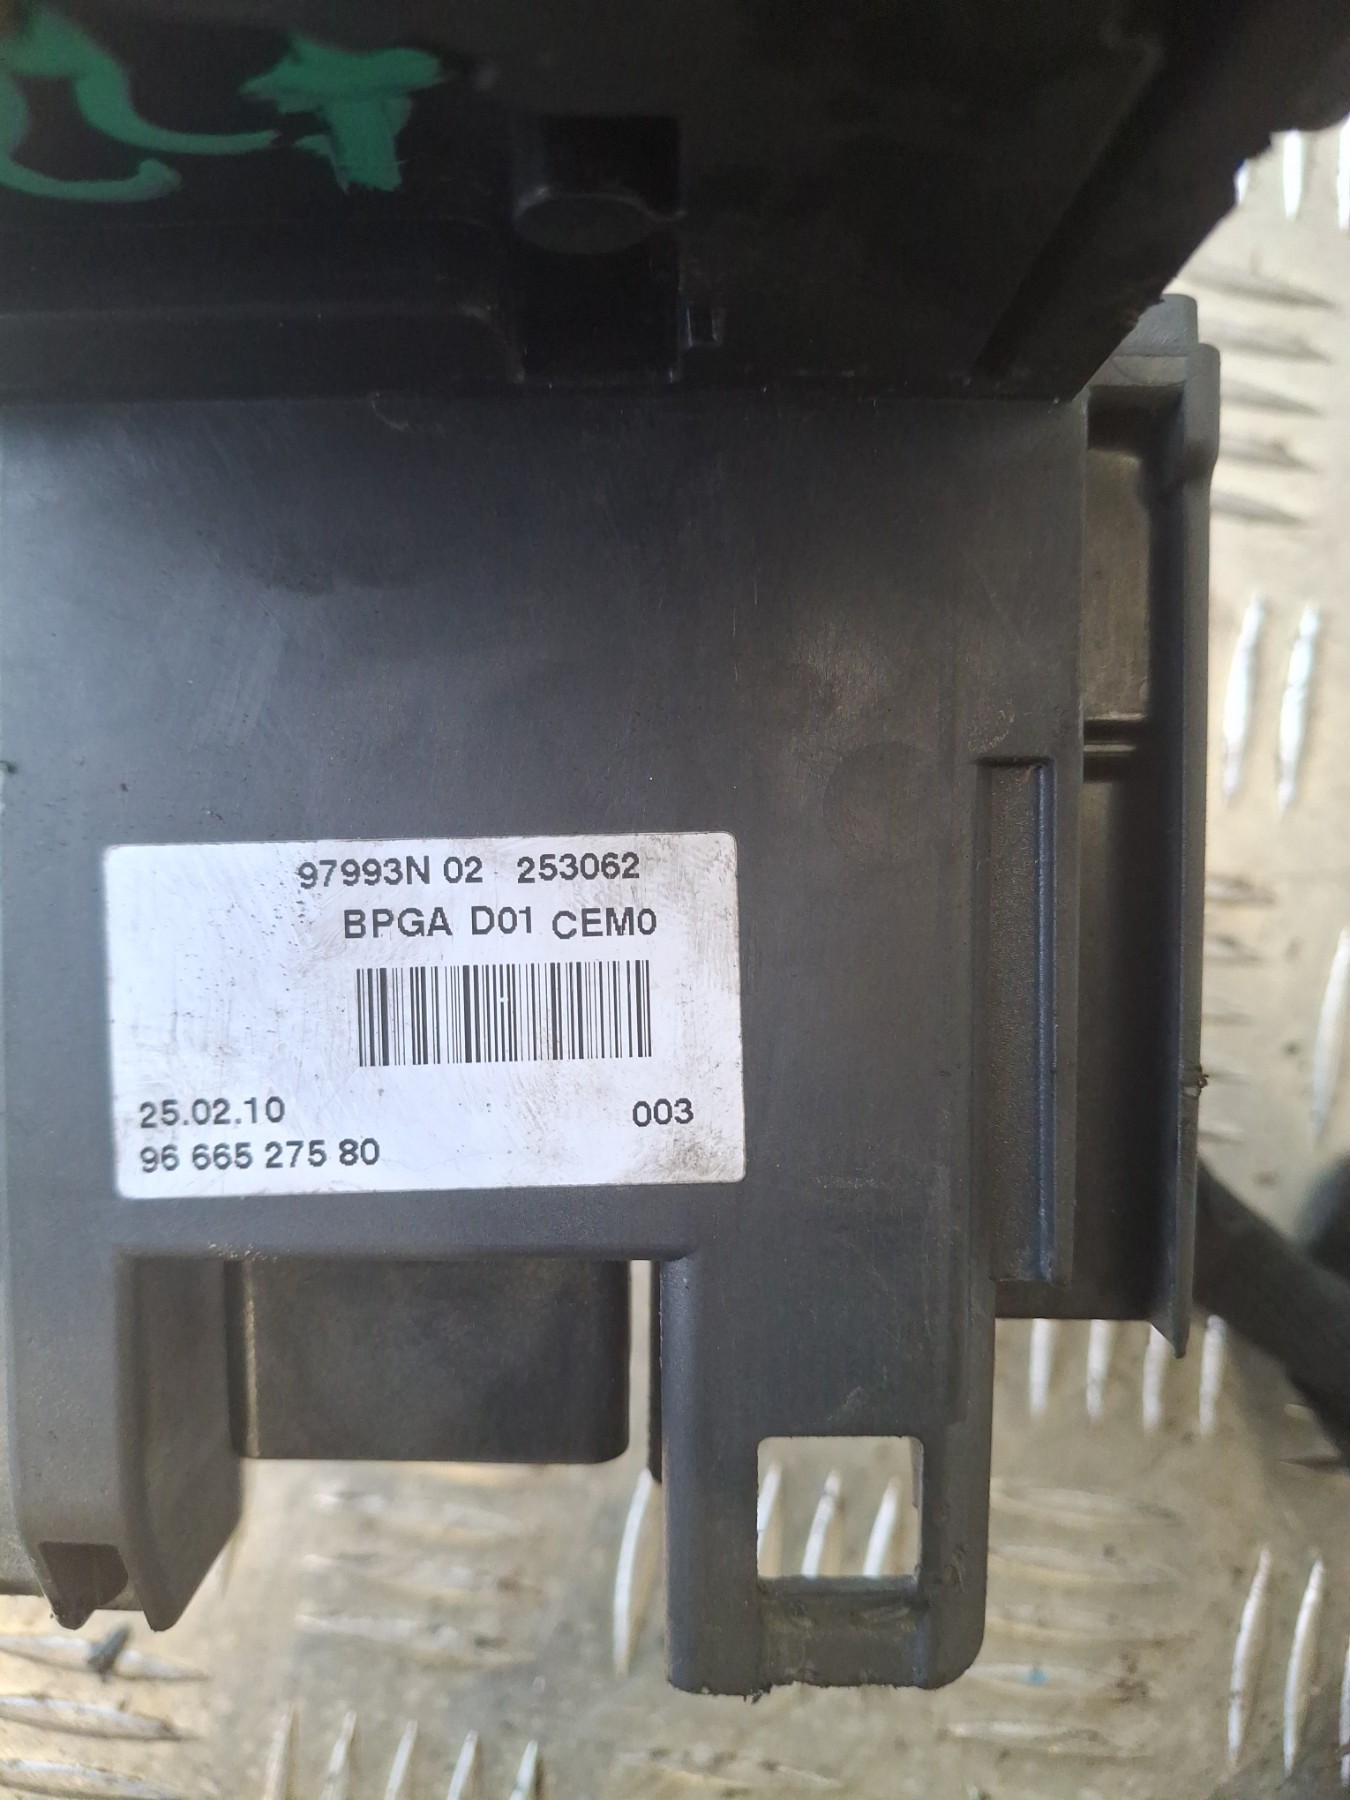 97993N 02 253062
BPGA D01 CEM0
25.02.10 003
96 665 275 80